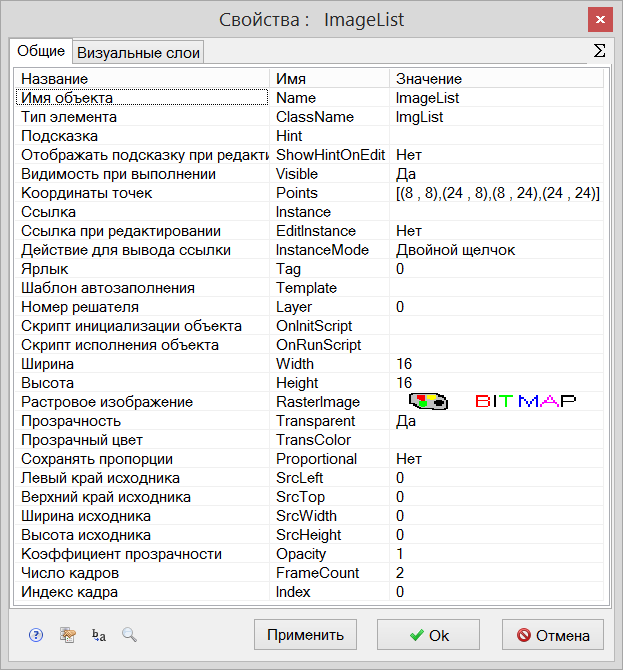 Свойства : ImageList
Общие Визуальные слои Σ
Название Имя Значение
Имя объекта Name ImageList
Тип элемента ClassName ImgList
Подсказка Hint
Отображать подсказку при редакти ShowHintOnEdit Нет
Видимость при выполнении Visible Да
Координаты точек Points [(8 , 8),(24 , 8),(8 , 24),(24 , 24)]
Ссылка Instance
Ссылка при редактировании EditInstance Нет
Действие для вывода ссылки InstanceMode Двойной щелчок
Ярлык Tag 0
Шаблон автозаполнения Template
Номер решателя Layer 0
Скрипт инициализации объекта OnInitScript
Скрипт исполнения объекта OnRunScript
Ширина Width 16
Высота Height 16
Растровое изображение RasterImage BITMAP
Прозрачность Transparent Да
Прозрачный цвет TransColor
Сохранять пропорции Proportional Нет
Левый край исходника SrcLeft 0
Верхний край исходника SrcTop 0
Ширина исходника SrcWidth 0
Высота исходника SrcHeight 0
Коэффициент прозрачности Opacity 1
Число кадров FrameCount 2
Индекс кадра Index 0
? ba Применить Ok Отмена